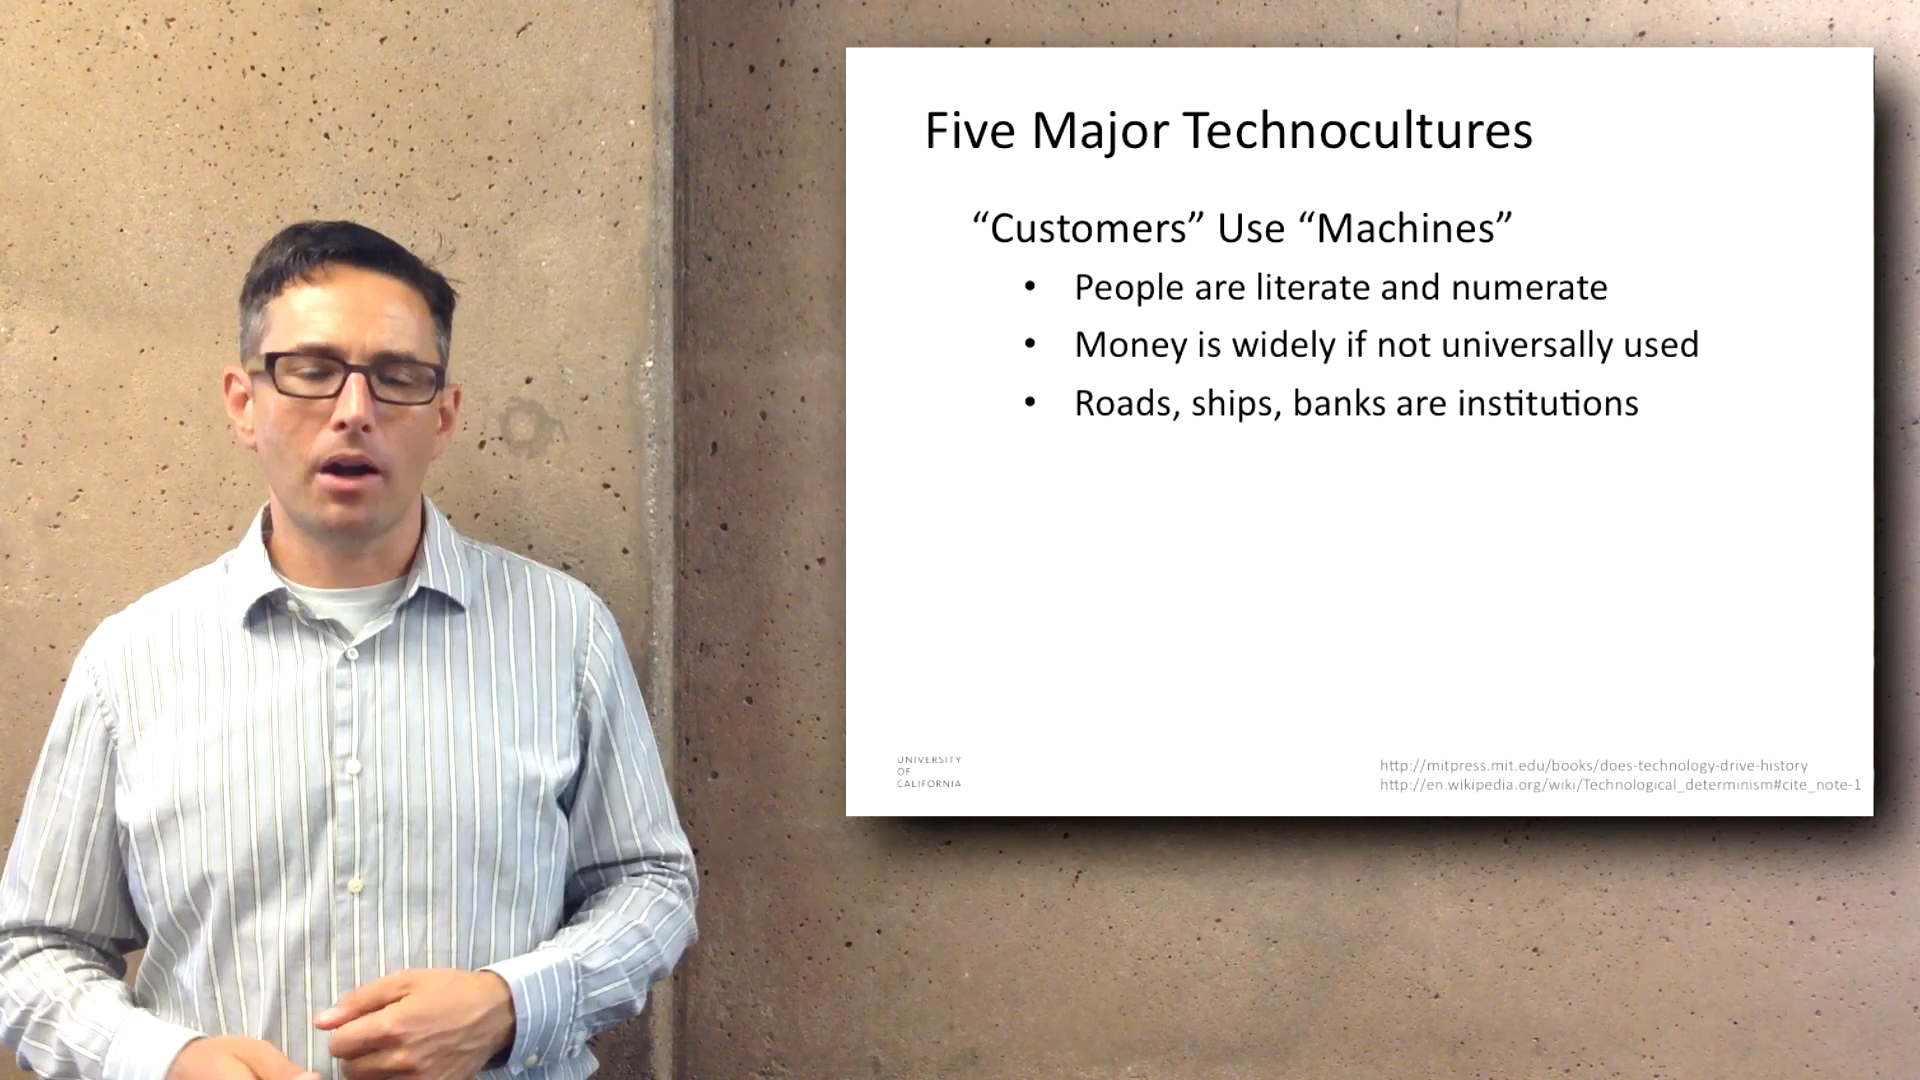 Five Major Technocultures
“Customers” Use “Machines”
• People are literate and numerate
• Money is widely if not universally used
• Roads, ships, banks are institutions
UNIVERSITY
OF
CALIFORNIA
http://mitpress.mit.edu/books/does-technology-drive-history
http://en.wikipedia.org/wiki/Technological_determinism#cite_note-1